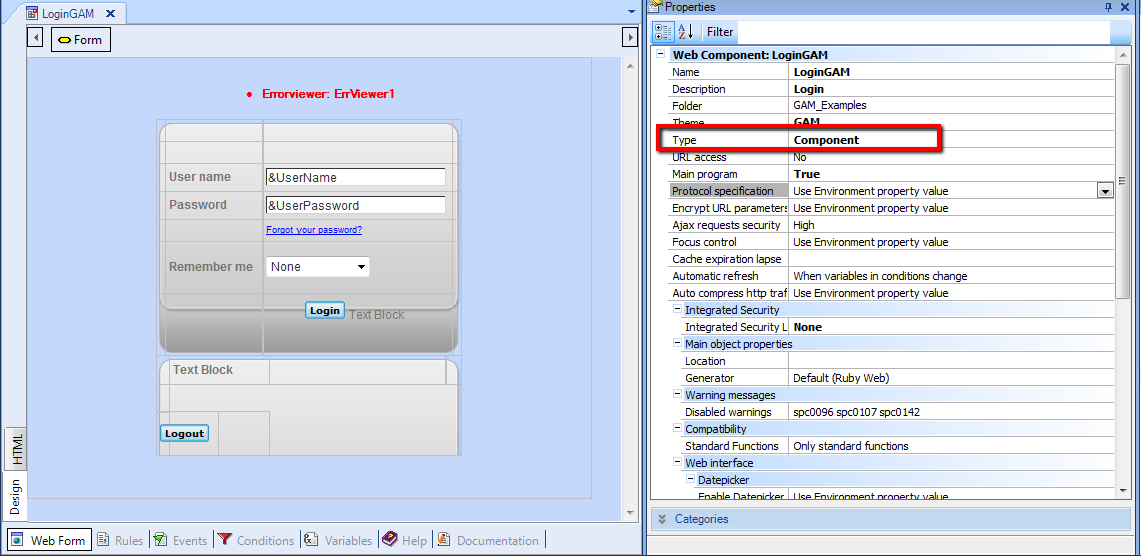 LoginGAM
Form
Errorviewer: ErrViewer1
User name &UserName
Password &UserPassword
Forgot your password?
Remember me None
Login Text Block
Text Block
Logout
HTML
Design
Web Form Rules Events Conditions Variables Help Documentation
Properties
Filter
Web Component: LoginGAM
Name LoginGAM
Description Login
Folder GAM_Examples
Theme GAM
Type Component
URL access No
Main program True
Protocol specification Use Environment property value
Encrypt URL parameters Use Environment property value
Ajax requests security High
Focus control Use Environment property value
Cache expiration lapse
Automatic refresh When variables in conditions change
Auto compress http traf Use Environment property value
Integrated Security
Integrated Security L None
Main object properties
Location
Generator Default (Ruby Web)
Warning messages
Disabled warnings spc0096 spc0107 spc0142
Compatibility
Standard Functions Only standard functions
Web interface
Datepicker
Enable Datepicker Use Environment property value
Categories